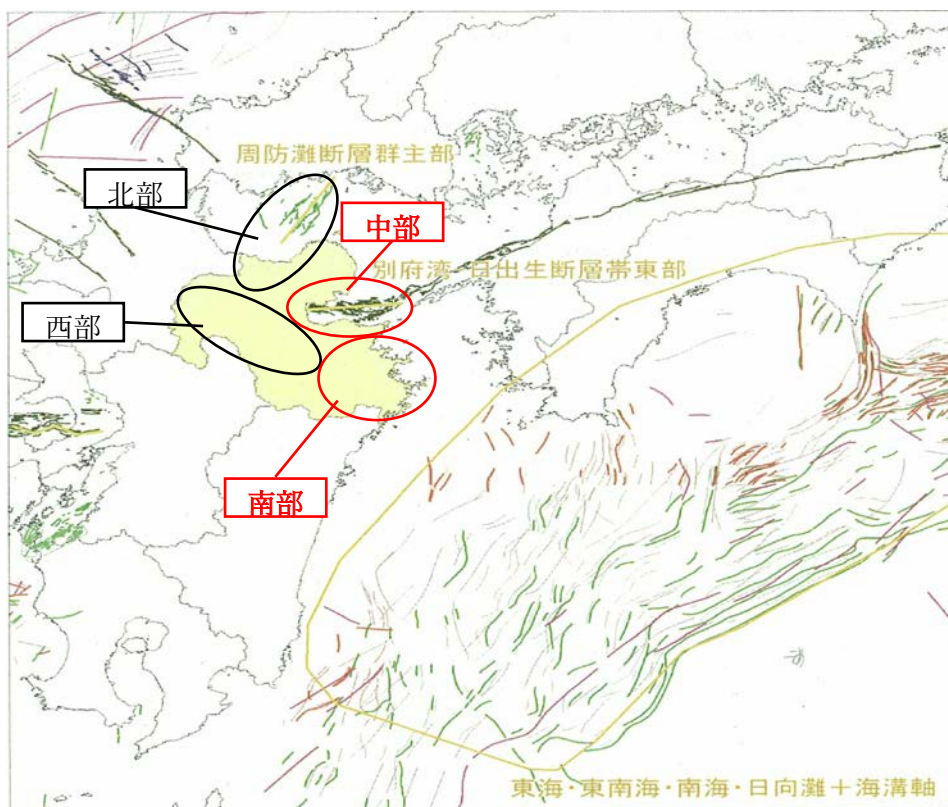 周防灘断層群主部
北部
中部
別府湾-日出生断層帯東部
西部
南部
東海・東南海・南海・日向灘＋海溝軸